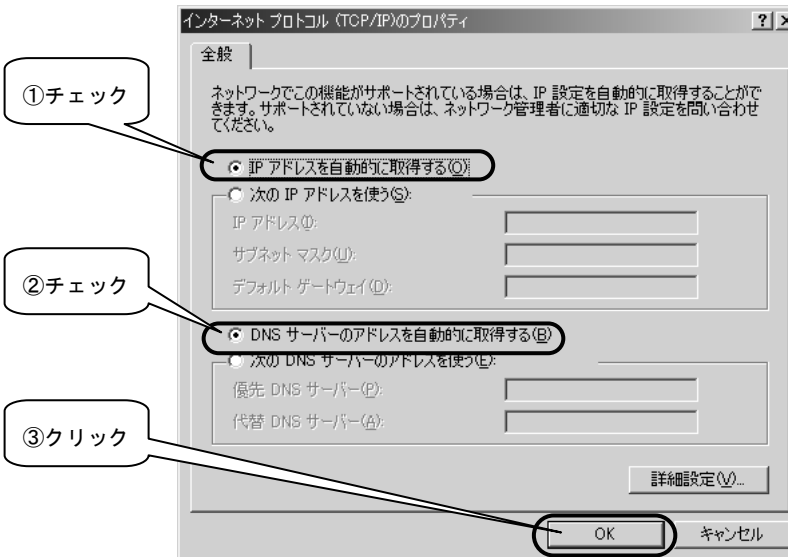 インターネット プロトコル (TCP/IP)のプロパティ
全般
①チェック
ネットワークでこの機能がサポートされている場合は、IP 設定を自動的に取得することがで
きます。サポートされていない場合は、ネットワーク管理者に適切な IP 設定を問い合わせ
てください。
IP アドレスを自動的に取得する(O)
次の IP アドレスを使う(S):
IP アドレス(I):
サブネット マスク(U):
②チェック
デフォルト ゲートウェイ(D):
DNS サーバーのアドレスを自動的に取得する(B)
次の DNS サーバーのアドレスを使う(E):
優先 DNS サーバー(P):
代替 DNS サーバー(A):
③クリック
詳細設定(V)...
OK
キャンセル